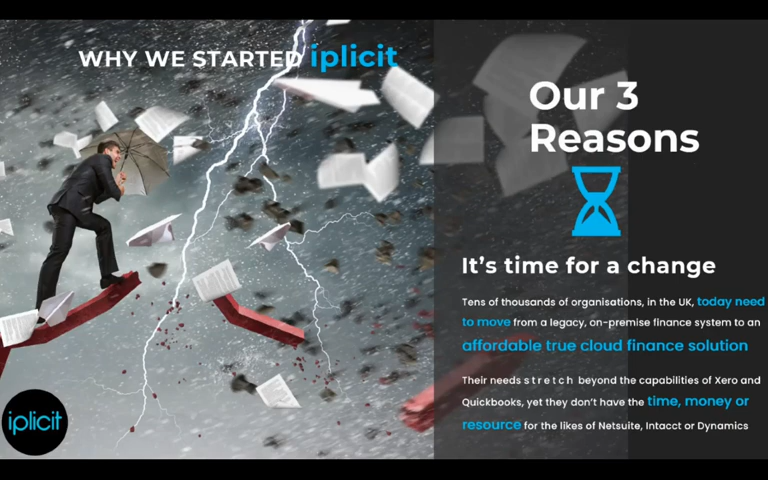 WHY WE STARTED iplicit
Our 3
Reasons
It's time for a change
Tens of thousands of organisations, in the UK, today need
to move from a legacy, on-premise finance system to an
affordable true cloud finance solution
Their needs s t r e t c h beyond the capabilities of Xero and
Quickbooks, yet they don't have the time, money or
resource for the likes of Netsuite, Intacct or Dynamics
iplicit